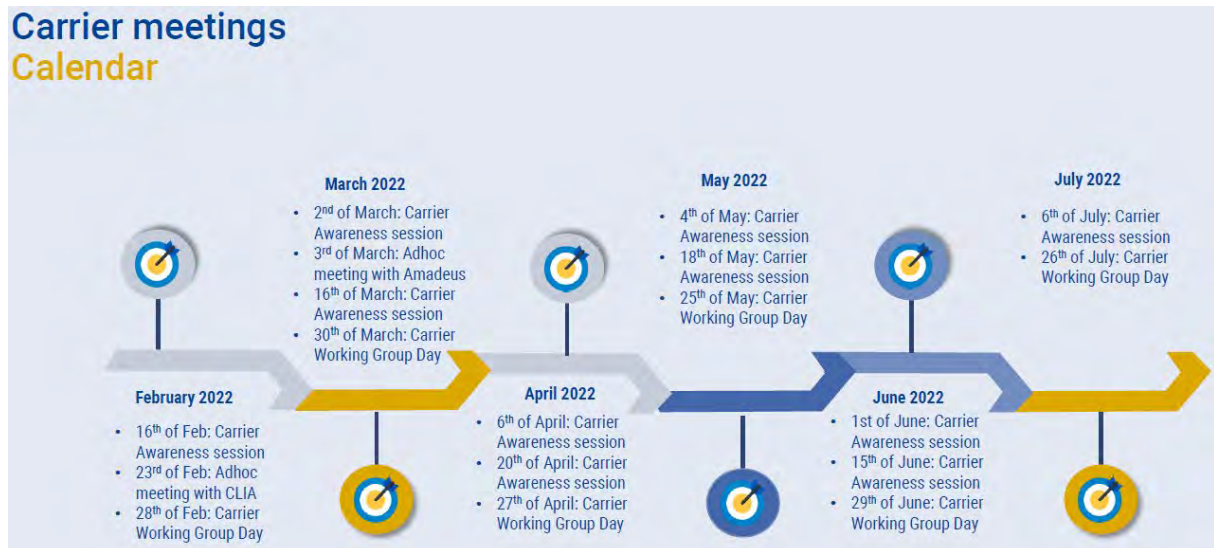 Carrier meetings
Calendar
February 2022
• 16th of Feb: Carrier
Awareness session
• 23rd of Feb: Adhoc
meeting with CLIA
• 28th of Feb: Carrier
Working Group Day
March 2022
• 2nd of March: Carrier
Awareness session
• 3rd of March: Adhoc
meeting with Amadeus
• 16th of March: Carrier
Awareness session
• 30th of March: Carrier
Working Group Day
April 2022
• 6th of April: Carrier
Awareness session
• 20th of April: Carrier
Awareness session
• 27th of April: Carrier
Working Group Day
May 2022
• 4th of May: Carrier
Awareness session
• 18th of May: Carrier
Awareness session
• 25th of May: Carrier
Working Group Day
June 2022
• 1st of June: Carrier
Awareness session
• 15th of June: Carrier
Awareness session
• 29th of June: Carrier
Working Group Day
July 2022
• 6th of July: Carrier
Awareness session
• 26th of July: Carrier
Working Group Day